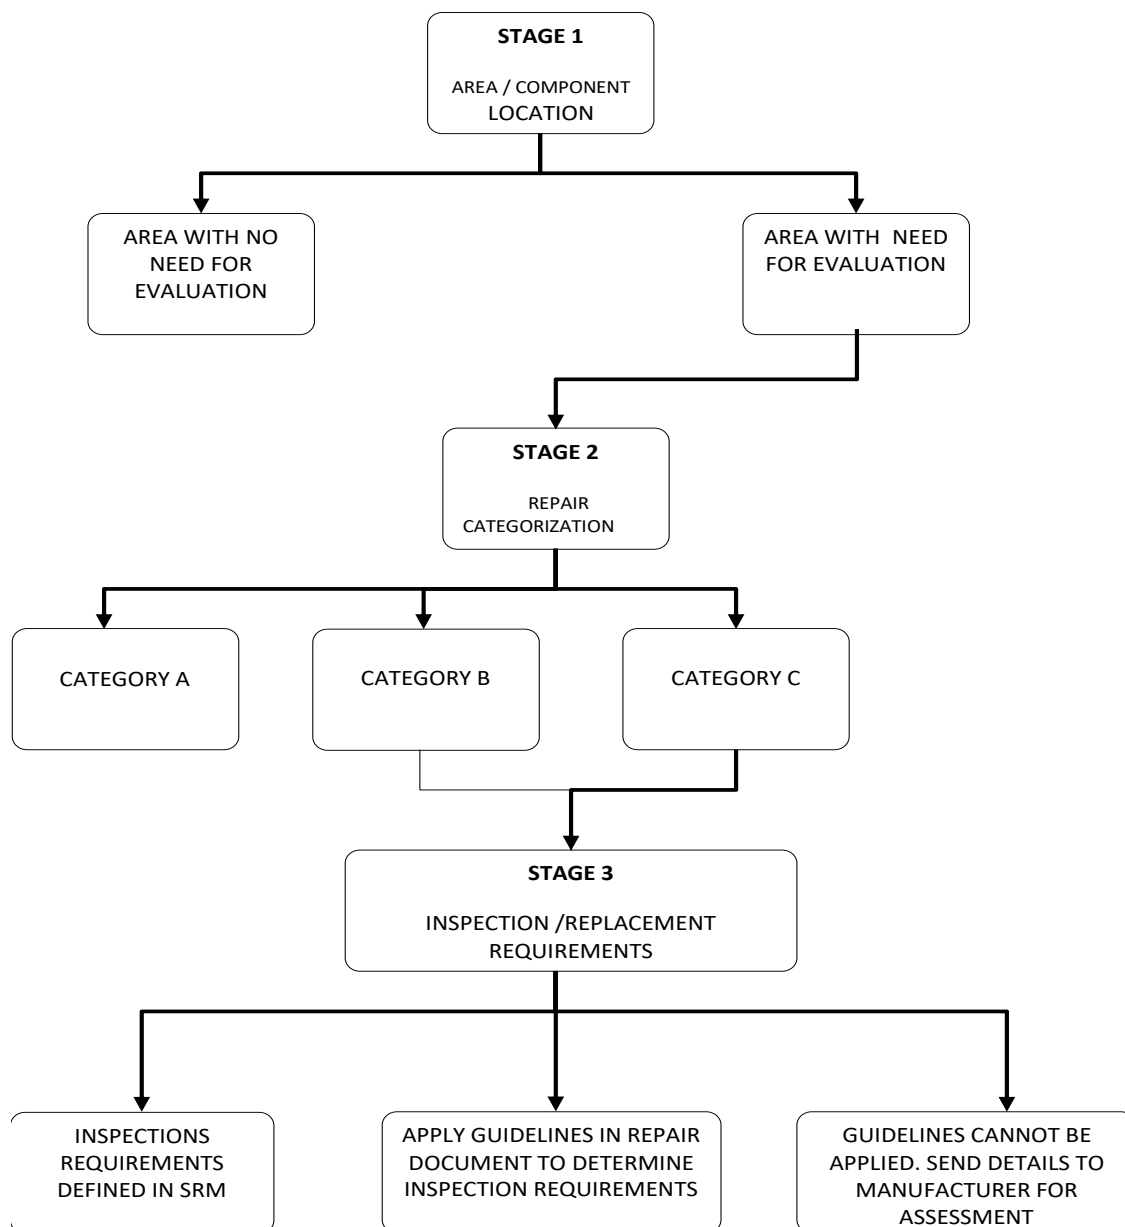 STAGE 1
AREA / COMPONENT
LOCATION
AREA WITH NO
NEED FOR
EVALUATION
AREA WITH  NEED
FOR EVALUATION
STAGE 2
REPAIR
CATEGORIZATION
CATEGORY A
CATEGORY B
CATEGORY C
STAGE 3
INSPECTION /REPLACEMENT
REQUIREMENTS
INSPECTIONS
REQUIREMENTS
DEFINED IN SRM
APPLY GUIDELINES IN REPAIR
DOCUMENT TO DETERMINE
INSPECTION REQUIREMENTS
GUIDELINES CANNOT BE
APPLIED. SEND DETAILS TO
MANUFACTURER FOR
ASSESSMENT